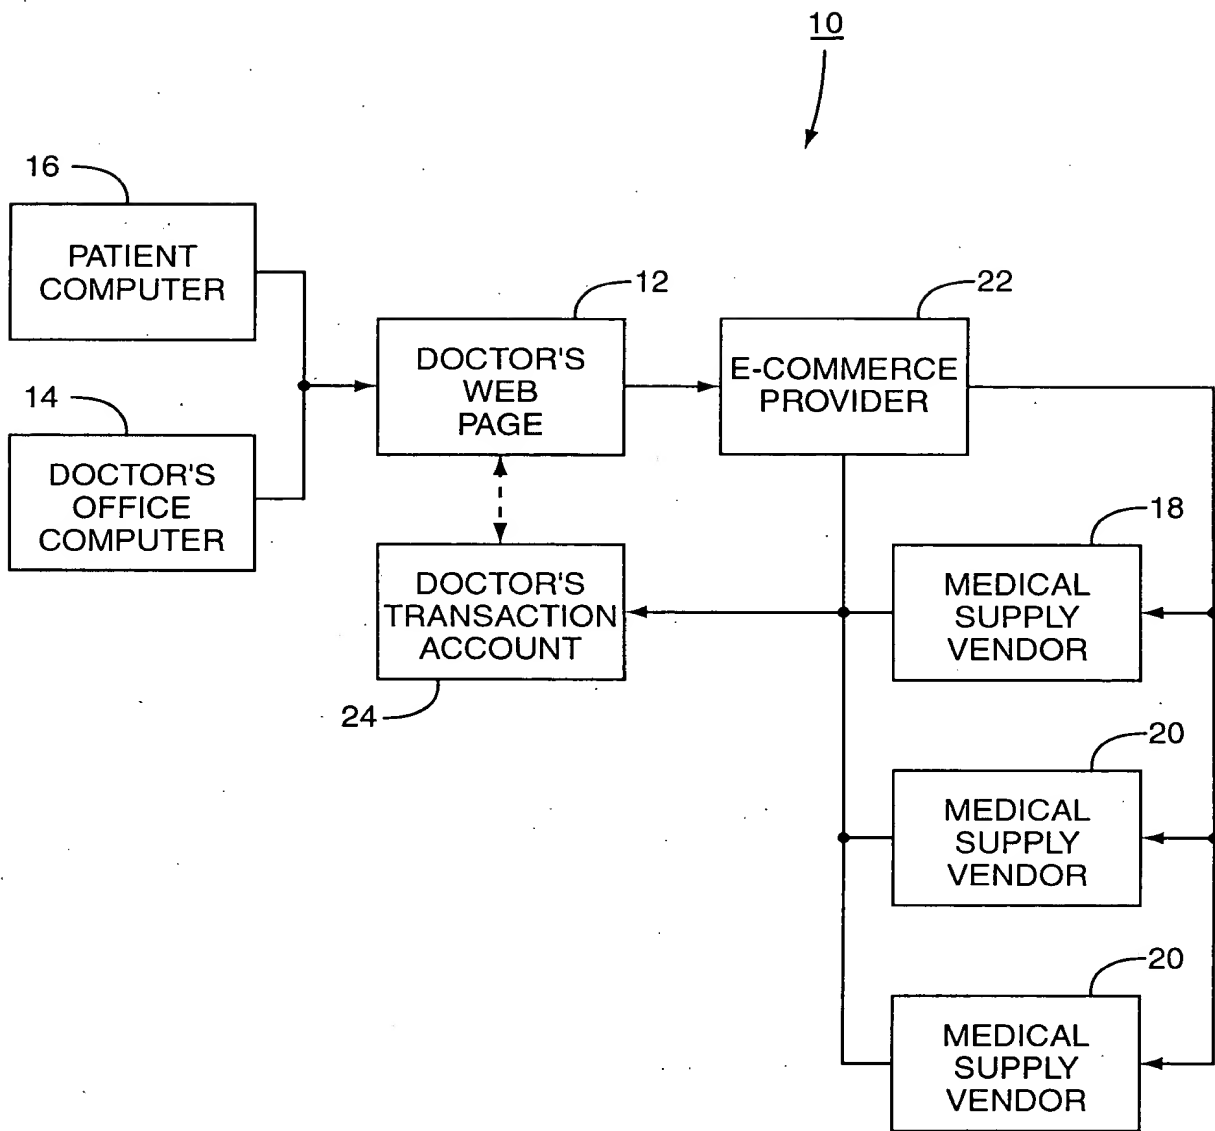 10
16
PATIENT
COMPUTER
14
DOCTOR'S
OFFICE
COMPUTER
12
DOCTOR'S
WEB
PAGE
22
E-COMMERCE
PROVIDER
DOCTOR'S
TRANSACTION
ACCOUNT
24
18
MEDICAL
SUPPLY
VENDOR
20
MEDICAL
SUPPLY
VENDOR
20
MEDICAL
SUPPLY
VENDOR